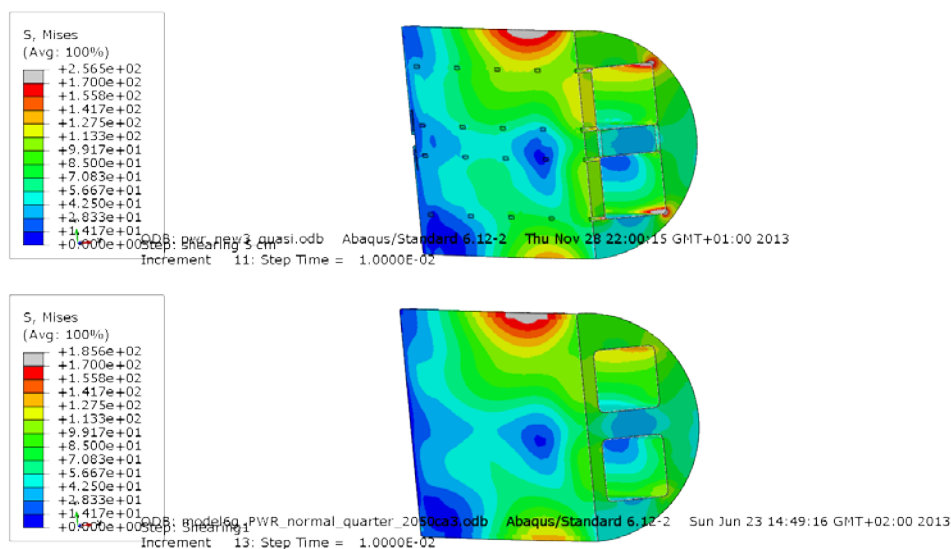 S, Mises
(Avg: 100%)
+2.565e+02
+1.700e+02
+1.558e+02
+1.417e+02
+1.275e+02
+1.133e+02
+9.917e+01
+8.500e+01
+7.083e+01
+5.667e+01
+4.250e+01
+2.833e+01
+1.417e+01
+0.000e+00
ODB: pwr_new3_quasi.odb Abaqus/Standard 6.12-2 Thu Nov 28 22:00:15 GMT+01:00 2013
Step: Shearing 5 cm
Increment 11: Step Time = 1.0000E-02
S, Mises
(Avg: 100%)
+1.856e+02
+1.700e+02
+1.558e+02
+1.417e+02
+1.275e+02
+1.133e+02
+9.917e+01
+8.500e+01
+7.083e+01
+5.667e+01
+4.250e+01
+2.833e+01
+1.417e+01
+0.000e+00
ODB: Abaqus/Standard 6.12-2 Sun Jun 23 14:49:16 GMT+02:00 2013
Step: Shearing1
Increment 13: Step Time = 1.0000E-02